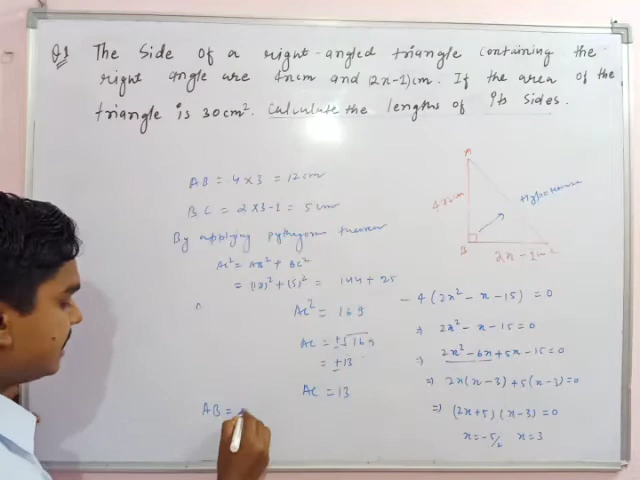 Q1 The Side of a right-angled triangle containing the
right angle are 4x cm and (2x-1) cm. If the area of the
triangle is 30 cm². Calculate the lengths of its sides.
AB = 4 × 3 = 12 cm
BC = 2 × 3 - 1 = 5 cm
By applying
AC² = AB² + BC²
= (12)² + (5)² = 144 + 25
AC² = 169
AC = ±√169
= ±13
AC = 13
AB =
A
4x cm
Hypotenuse
B
2x - 1
- 4 (2x² - x - 15) = 0
⇒ 2x² - x - 15 = 0
⇒ 2x² - 6x + 5x - 15 = 0
⇒ 2x(x - 3) + 5(x - 3) = 0
⇒ (2x + 5) (x - 3) = 0
x = -5/2 x = 3